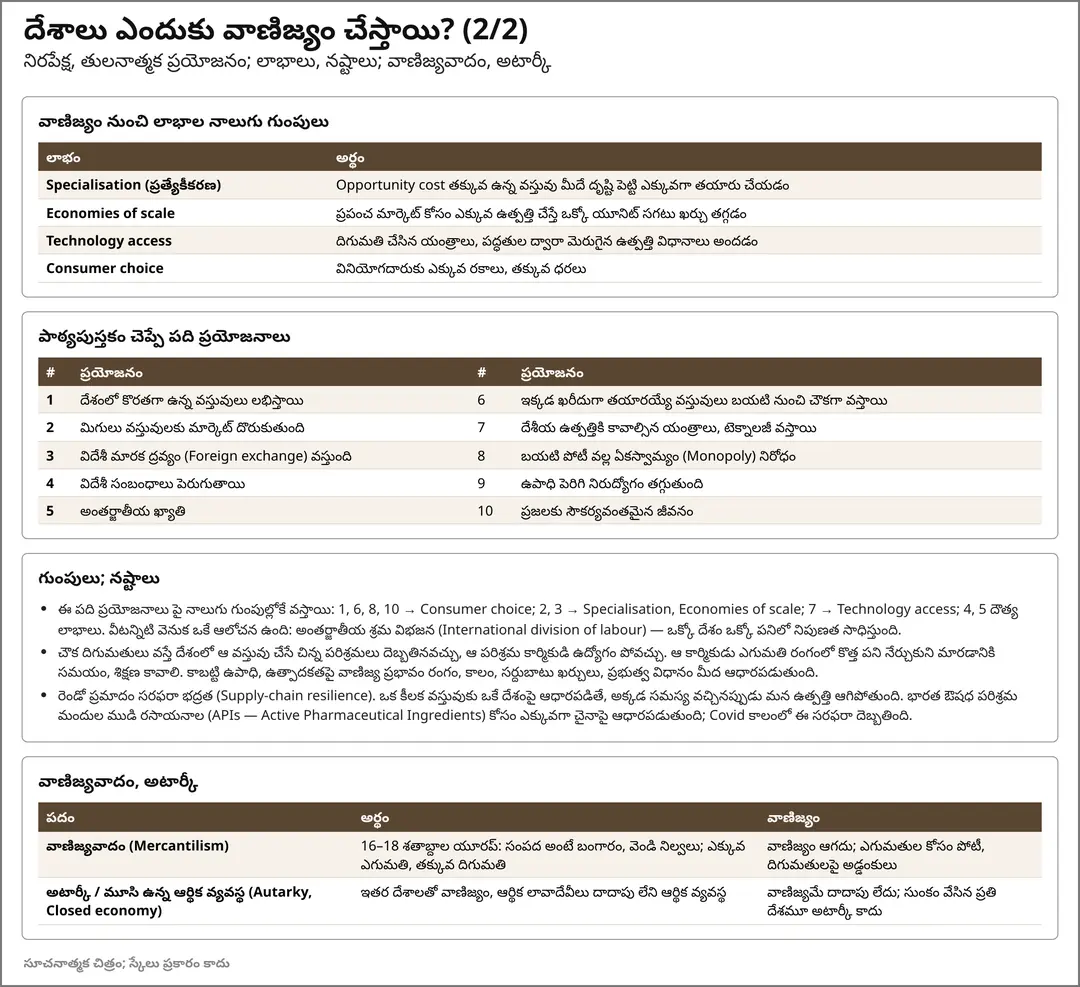 దేశాలు ఎందుకు వాణిజ్యం చేస్తాయి? (2/2)
నిరపేక్ష, తులనాత్మక ప్రయోజనం; లాభాలు, నష్టాలు; వాణిజ్యవాదం, అటార్కీ
వాణిజ్యం నుంచి లాభాల నాలుగు గుంపులు
లాభం అర్థం
Specialisation (ప్రత్యేకీకరణ) Opportunity cost తక్కువ ఉన్న వస్తువు మీదే దృష్టి పెట్టి ఎక్కువగా తయారు చేయడం
Economies of scale ప్రపంచ మార్కెట్ కోసం ఎక్కువ ఉత్పత్తి చేస్తే ఒక్కో యూనిట్ సగటు ఖర్చు తగ్గడం
Technology access దిగుమతి చేసిన యంత్రాలు, పద్ధతుల ద్వారా మెరుగైన ఉత్పత్తి విధానాలు అందడం
Consumer choice వినియోగదారుకు ఎక్కువ రకాలు, తక్కువ ధరలు
పాఠ్యపుస్తకం చెప్పే పది ప్రయోజనాలు
# ప్రయోజనం # ప్రయోజనం
1 దేశంలో కొరతగా ఉన్న వస్తువులు లభిస్తాయి 6 ఇక్కడ ఖరీదుగా తయారయ్యే వస్తువులు బయటి నుంచి చౌకగా వస్తాయి
2 మిగులు వస్తువులకు మార్కెట్ దొరుకుతుంది 7 దేశీయ ఉత్పత్తికి కావాల్సిన యంత్రాలు, టెక్నాలజీ వస్తాయి
3 విదేశీ మారక ద్రవ్యం (Foreign exchange) వస్తుంది 8 బయటి పోటీ వల్ల ఏకస్వామ్యం (Monopoly) నిరోధం
4 విదేశీ సంబంధాలు పెరుగుతాయి 9 ఉపాధి పెరిగి నిరుద్యోగం తగ్గుతుంది
5 అంతర్జాతీయ ఖ్యాతి 10 ప్రజలకు సౌకర్యవంతమైన జీవనం
గుంపులు; నష్టాలు
• ఈ పది ప్రయోజనాలు పై నాలుగు గుంపుల్లోకే వస్తాయి: 1, 6, 8, 10 → Consumer choice; 2, 3 → Specialisation, Economies of scale; 7 → Technology access; 4, 5 దౌత్య
లాభాలు. వీటన్నిటి వెనుక ఒకే ఆలోచన ఉంది: అంతర్జాతీయ శ్రమ విభజన (International division of labour) — ఒక్కో దేశం ఒక్కో పనిలో నిపుణత సాధిస్తుంది.
• చౌక దిగుమతులు వస్తే దేశంలో ఆ వస్తువు చేసే చిన్న పరిశ్రమలు దెబ్బతినవచ్చు, ఆ పరిశ్రమ కార్మికుడి ఉద్యోగం పోవచ్చు. ఆ కార్మికుడు ఎగుమతి రంగంలో కొత్త పని నేర్చుకుని మారడానికి
సమయం, శిక్షణ కావాలి. కాబట్టి ఉపాధి, ఉత్పాదకతపై వాణిజ్య ప్రభావం రంగం, కాలం, సర్దుబాటు ఖర్చులు, ప్రభుత్వ విధానం మీద ఆధారపడుతుంది.
• రెండో ప్రమాదం సరఫరా భద్రత (Supply-chain resilience). ఒక కీలక వస్తువుకు ఒకే దేశంపై ఆధారపడితే, అక్కడ సమస్య వచ్చినప్పుడు మన ఉత్పత్తి ఆగిపోతుంది. భారత ఔషధ పరిశ్రమ
మందుల ముడి రసాయనాల (APIs — Active Pharmaceutical Ingredients) కోసం ఎక్కువగా చైనాపై ఆధారపడుతుంది; Covid కాలంలో ఈ సరఫరా దెబ్బతింది.
వాణిజ్యవాదం, అటార్కీ
పదం అర్థం వాణిజ్యం
వాణిజ్యవాదం (Mercantilism) 16–18 శతాబ్దాల యూరప్: సంపద అంటే బంగారం, వెండి నిల్వలు; ఎక్కువ వాణిజ్యం ఆగదు; ఎగుమతుల కోసం పోటీ,
ఎగుమతి, తక్కువ దిగుమతి దిగుమతులపై అడ్డంకులు
అటార్కీ / మూసి ఉన్న ఆర్థిక వ్యవస్థ (Autarky, ఇతర దేశాలతో వాణిజ్యం, ఆర్థిక లావాదేవీలు దాదాపు లేని ఆర్థిక వ్యవస్థ వాణిజ్యమే దాదాపు లేదు; సుంకం వేసిన ప్రతి
Closed economy) దేశమూ అటార్కీ కాదు
సూచనాత్మక చిత్రం; స్కేలు ప్రకారం కాదు